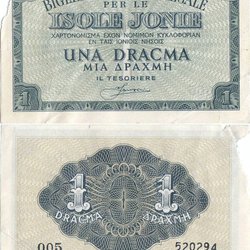 PER LE
ISOLE JONIE
ΧΑΡΤΟΝΟΜΙΣΜΑ ΕΧΟΝ ΝΟΜΙΜΟΝ ΚΥΚΛΟΦΟΡΙΑΝ
ΕΝ ΤΑΙΣ ΙΟΝΙΟΙΣ ΝΗΣΟΙΣ
UNA DRACMA
ΜΙΑ ΔΡΑΧΜΗ
IL TESORIERE
1 1
1 1
DRACMA ΔΡΑΧΜΗ
005 520294